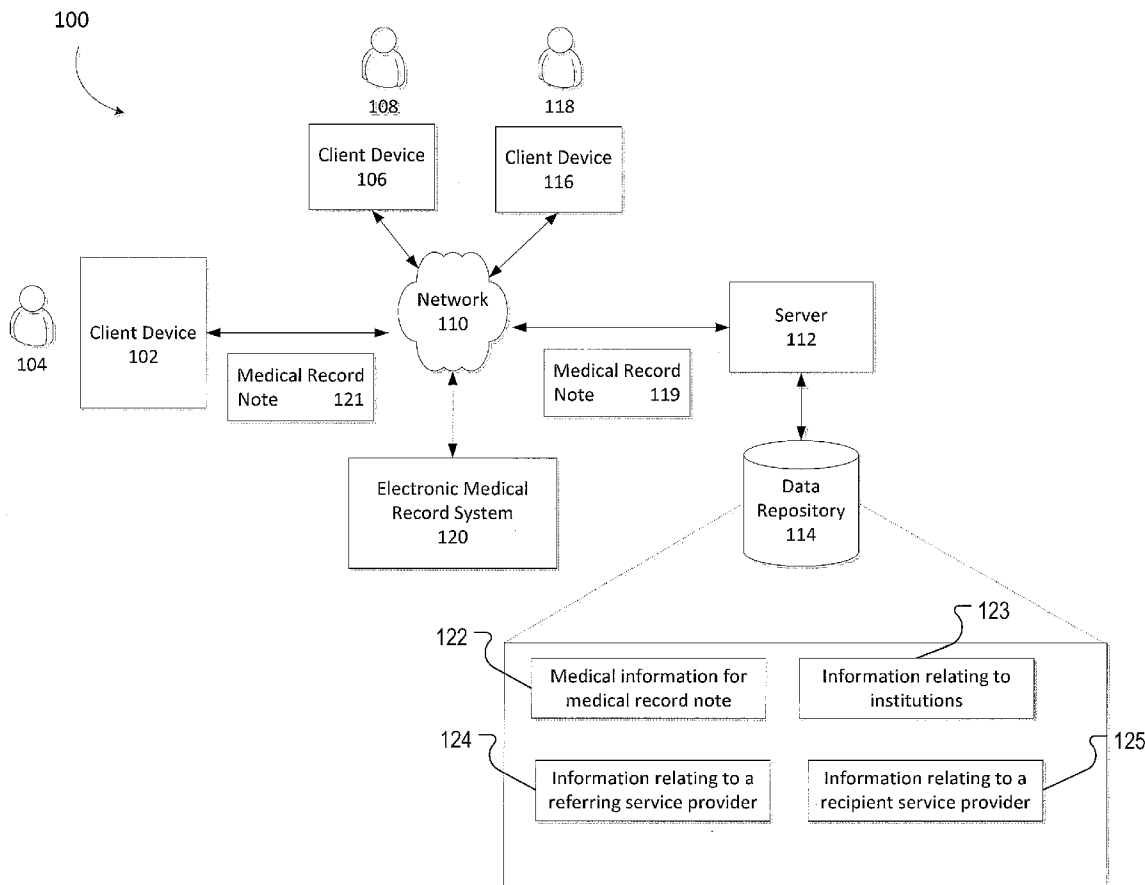 100
108
118
Client Device
106
Client Device
116
104
Client Device
102
Network
110
Server
112
Medical Record
Note 121
Medical Record
Note 119
Electronic Medical
Record System
120
Data
Repository
114
122
123
Medical information for
medical record note
Information relating to
institutions
124
125
Information relating to a
referring service provider
Information relating to a
recipient service provider